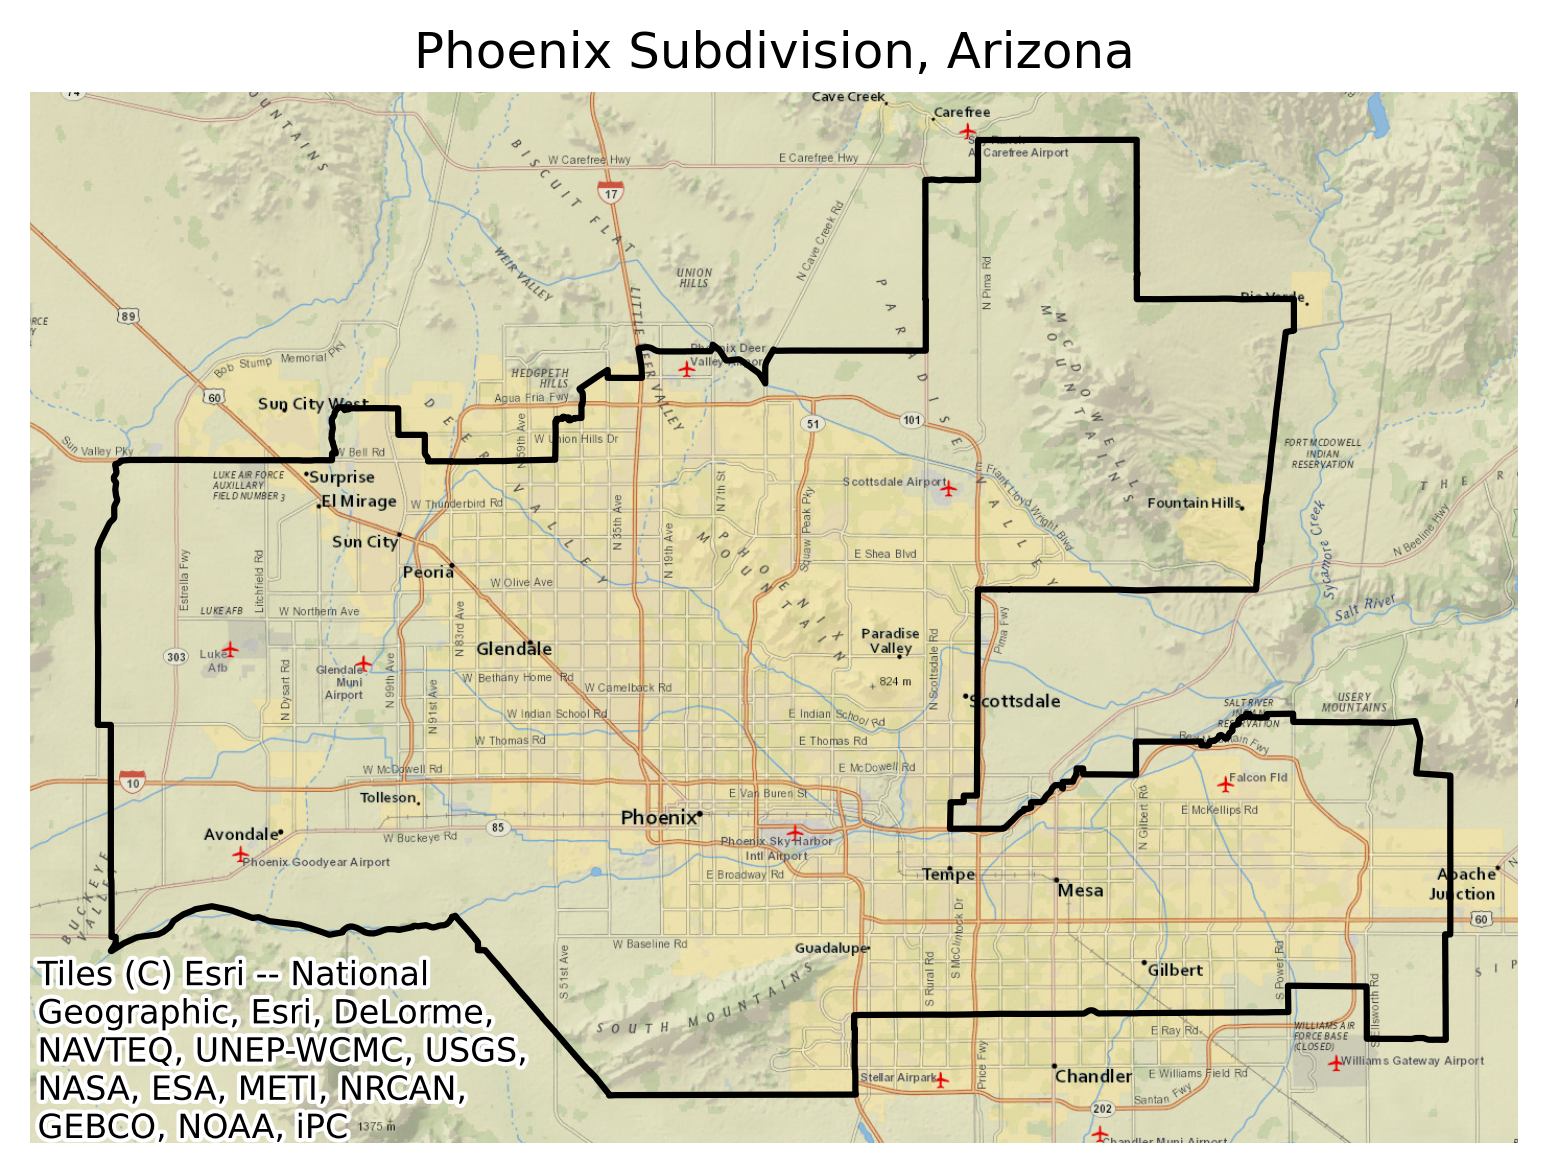 Phoenix Subdivision, Arizona
74
Cave Creek
Carefree
Sky Ranch
At Carefree Airport
W Carefree Hwy
E Carefree Hwy
17
BISCUIT FLAT
WEIR VALLEY
UNION
HILLS
N Cave Creek Rd
N Pima Rd
PARADISE VALLEY
MCDOWELL
MOUNTAINS
Rio Verde
89
LITTLE DEER VALLEY
Phoenix Deer
Valley Airport
Bob Stump Memorial Pky
HEDGPETH
HILLS
Agua Fria Fwy
60
Sun City West
DEER VALLEY
51
101
N 59th Ave
W Union Hills Dr
Sun Valley Pky
W Bell Rd
FORT MCDOWELL
INDIAN
RESERVATION
LUKE AIR FORCE
AUXILLARY
FIELD NUMBER 3
Surprise
El Mirage
W Thunderbird Rd
N 7th St
Scottsdale Airport
E Frank Lloyd Wright Blvd
Fountain Hills
Sun City
N 35th Ave
N 19th Ave
Squaw Peak Pky
PHOENIX
MOUNTAIN
E Shea Blvd
Sycamore Creek
N Beeline Hwy
Estrella Fwy
Litchfield Rd
Peoria
W Olive Ave
LUKE AFB
W Northern Ave
N 83rd Ave
Salt River
Pima Fwy
303
Luke
Afb
Glendale
Muni
Airport
Glendale
Paradise
Valley
N Scottsdale Rd
N Dysart Rd
N 99th Ave
N 91st Ave
W Bethany Home Rd
W Camelback Rd
824 m
Scottsdale
USERY
MOUNTAINS
SALT RIVER
INDIAN
RESERVATION
W Indian School Rd
E Indian School Rd
W Thomas Rd
E Thomas Rd
Red Mountain Fwy
10
W McDowell Rd
E McDowell Rd
Falcon Fld
Tolleson
E Van Buren St
N Gilbert Rd
E McKellips Rd
Phoenix
Avondale
W Buckeye Rd
85
Phoenix Sky Harbor
Intl Airport
Phoenix Goodyear Airport
E Broadway Rd
Tempe
Mesa
Apache
Junction
BUCKEYE
VALLEY
60
W Baseline Rd
Guadalupe
S 51st Ave
S Rural Rd
S McClintock Dr
Gilbert
S Power Rd
S Ellsworth Rd
SOUTH MOUNTAINS
E Ray Rd
WILLIAMS AIR
FORCE BASE
(CLOSED)
Williams Gateway Airport
Stellar Airpark
Price Fwy
Chandler
E Williams Field Rd
Santan Fwy
202
Chandler Muni Airport
1375 m
Tiles (C) Esri -- National
Geographic, Esri, DeLorme,
NAVTEQ, UNEP-WCMC, USGS,
NASA, ESA, METI, NRCAN,
GEBCO, NOAA, iPC